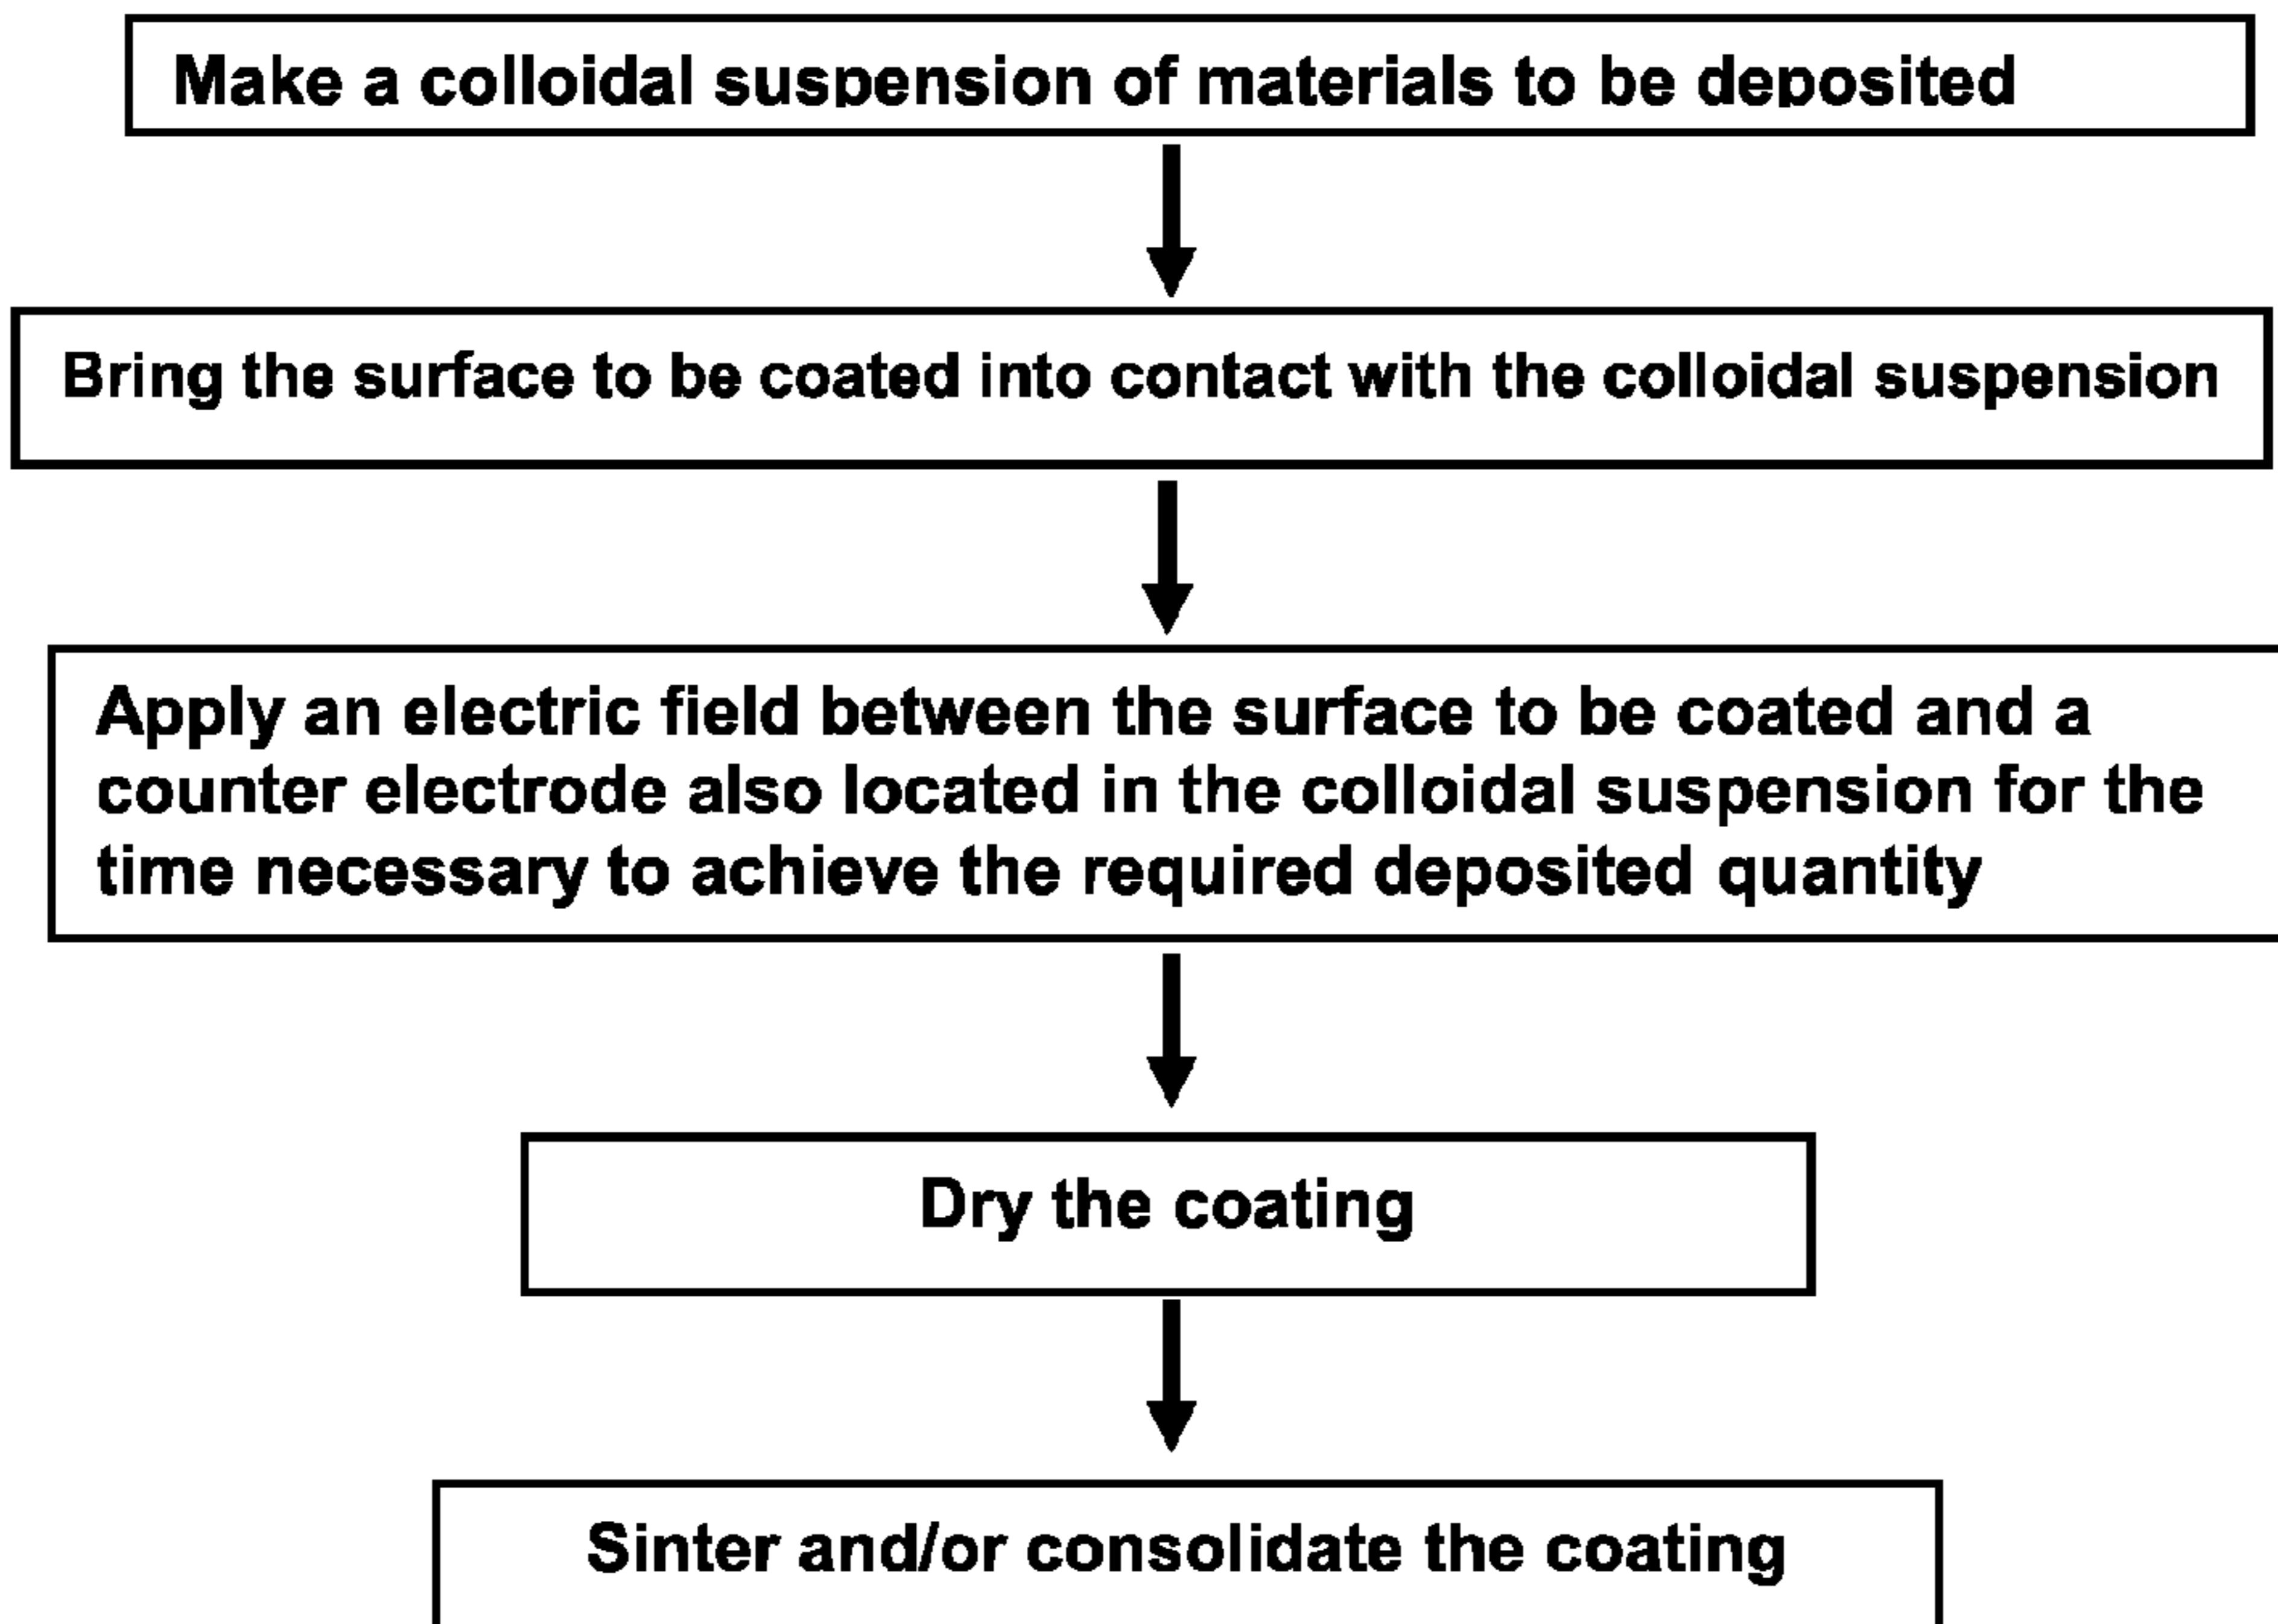 Make a colloidal suspension of materials to be deposited
Bring the surface to be coated into contact with the colloidal suspension
Apply an electric field between the surface to be coated and a
counter electrode also located in the colloidal suspension for the
time necessary to achieve the required deposited quantity
Dry the coating
Sinter and/or consolidate the coating